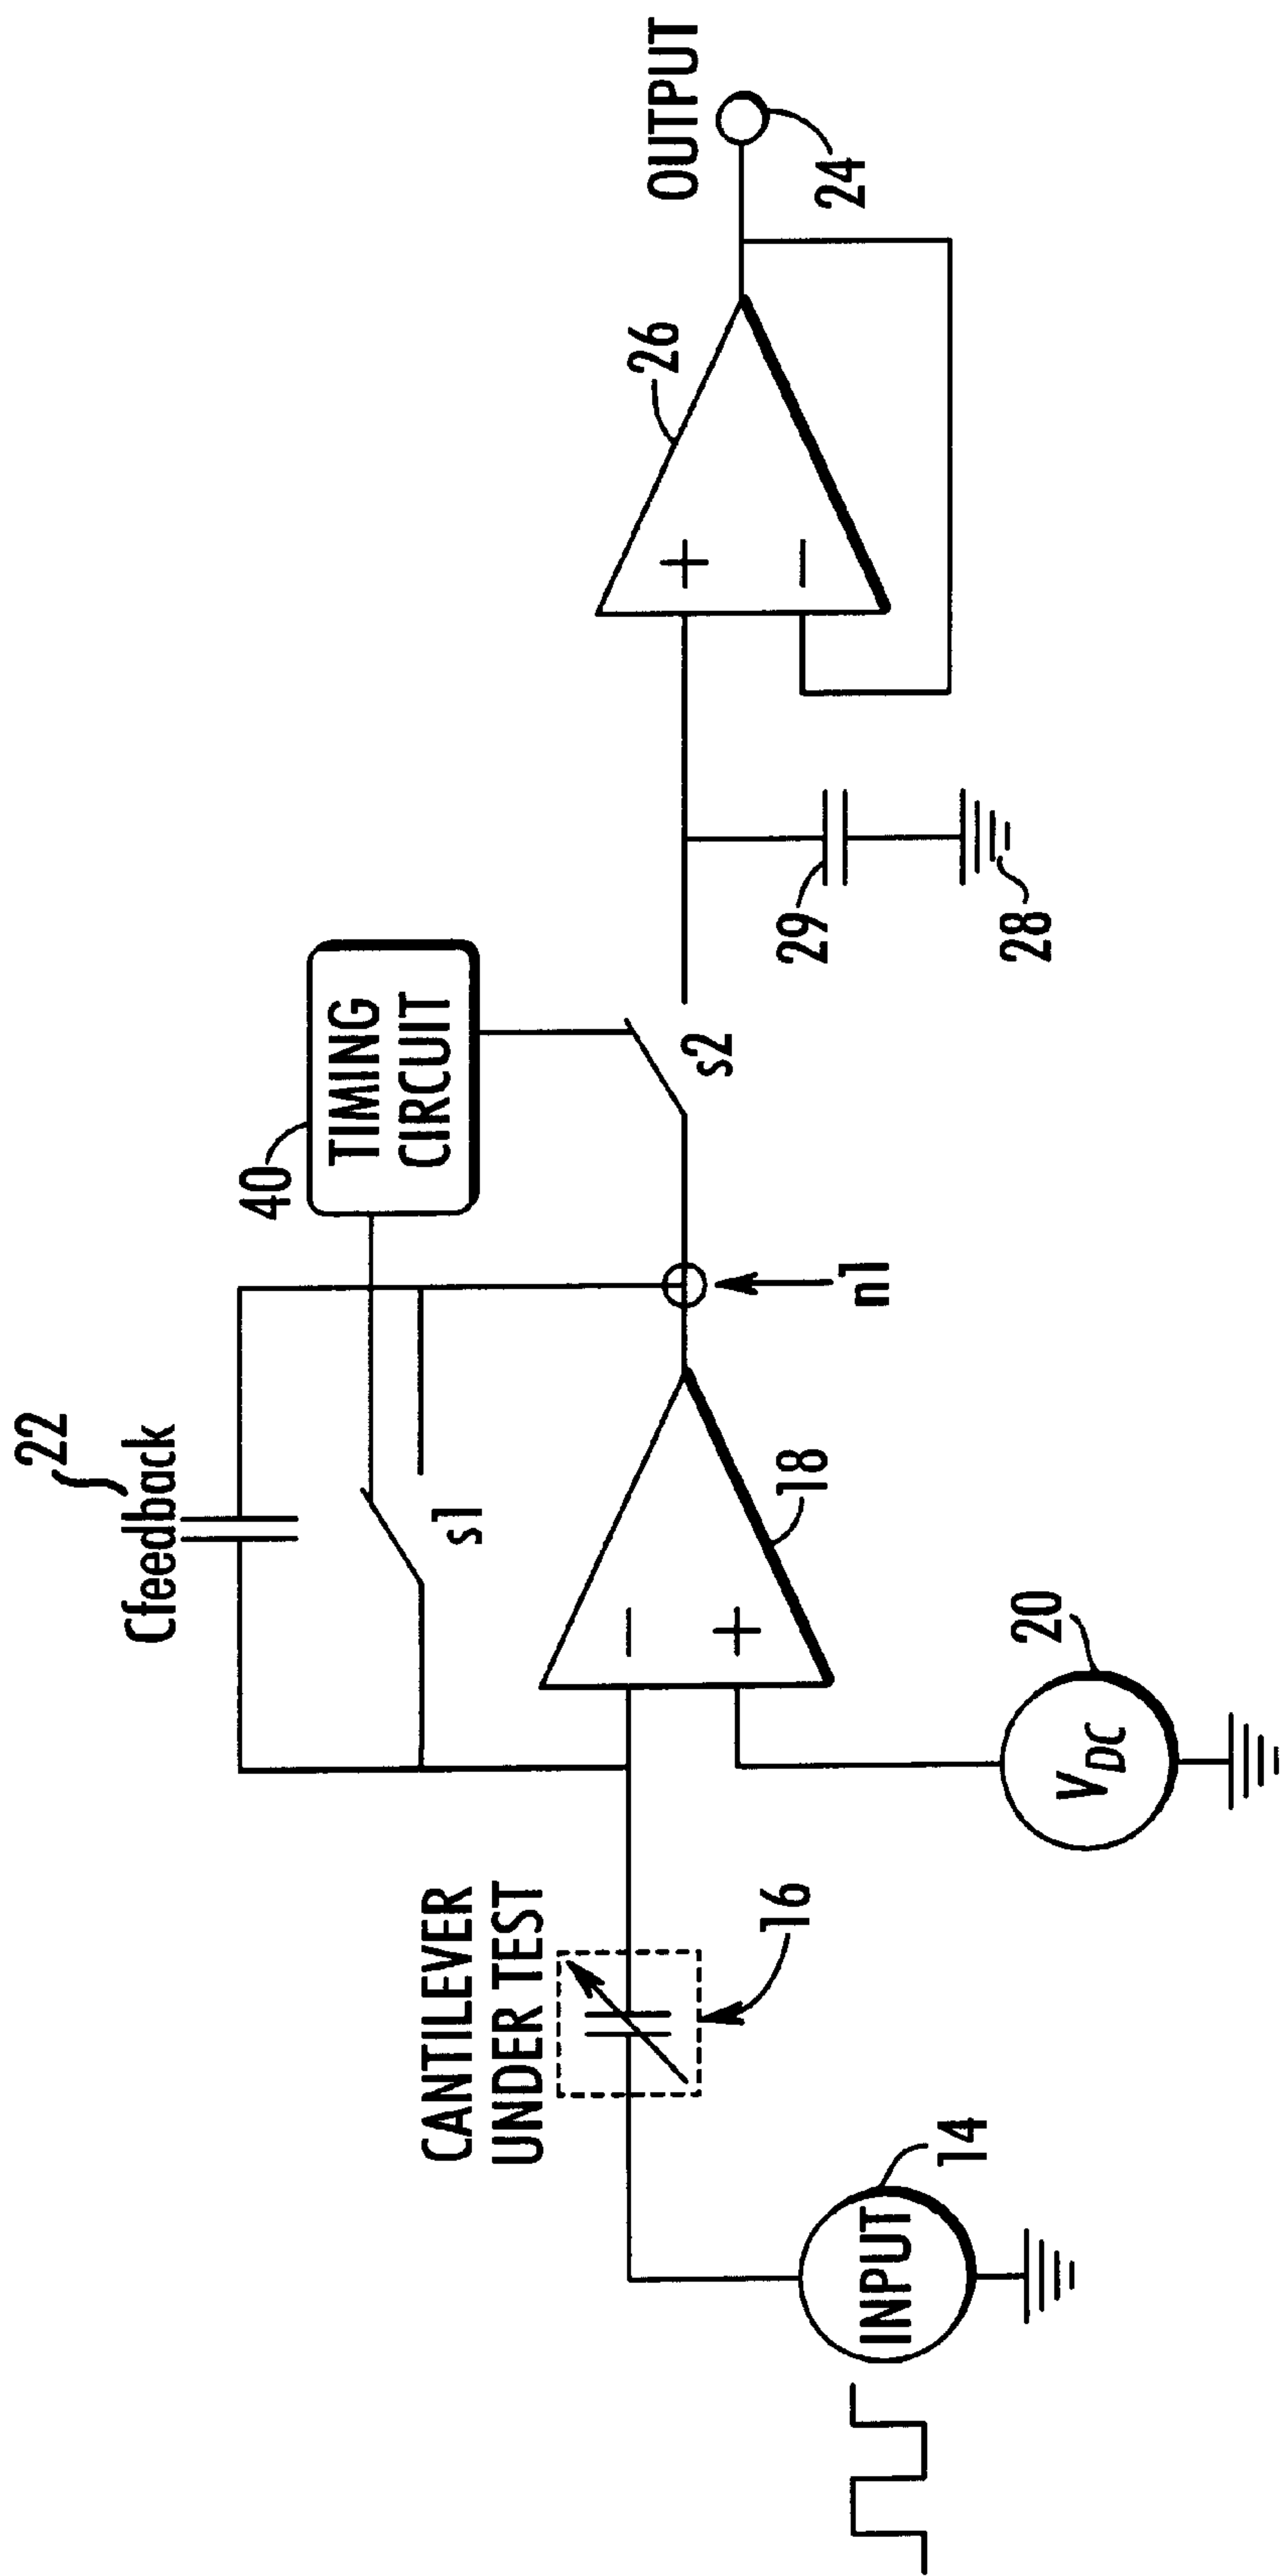 22
Cfeedback
s1
40
TIMING
CIRCUIT
CANTILEVER
UNDER TEST
16
INPUT
14
−
+
18
VDC
20
n1
s2
29
28
+
−
26
OUTPUT
24